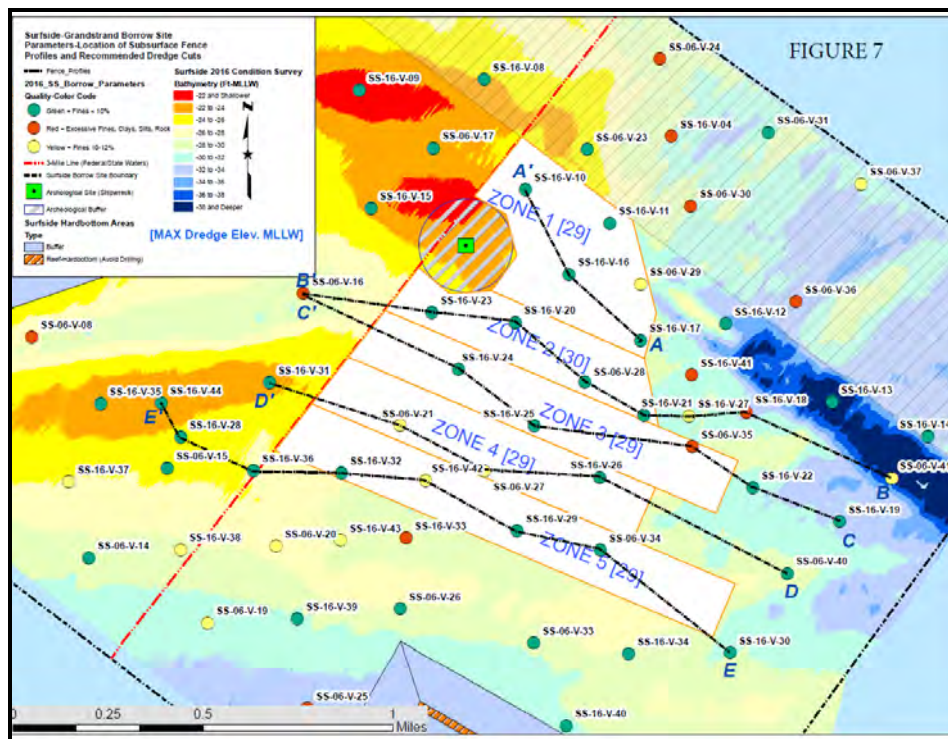 FIGURE 7
Surfside-Grandstrand Borrow Site
Parameters-Location of Subsurface Fence
Profiles and Recommended Dredge Cuts
Fence_Profiles
2016_SS_Borrow_Parameters
Quality-Color Code
Green = Fines < 10%
Red = Excessive Fines, Clays, Silts, Rock
Yellow = Fines 10-12%
3-Mile Line (Federal/State Waters)
Surfside Borrow Site Boundary
Archeological Site (Shipwreck)
Archeological Buffer
Surfside Hardbottom Areas
Type
Buffer
Reef-Hardbottom (Avoid Drilling)
Surfside 2016 Condition Survey
Bathymetry (Ft-MLLW)
-22 and Shallower
-22 to -24
-24 to -26
-26 to -28
-28 to -30
-30 to -32
-32 to -34
-34 to -36
-36 to -38
-38 and Deeper
N
[MAX Dredge Elev. MLLW]
SS-06-V-24
SS-16-V-08
SS-16-V-09
SS-06-V-31
SS-16-V-04
SS-06-V-17
SS-06-V-23
SS-06-V-37
A'
SS-16-V-10
ZONE 1 [29]
SS-16-V-15
SS-06-V-30
SS-16-V-11
SS-16-V-16
SS-06-V-29
B'
SS-06-V-16
C'
SS-06-V-36
SS-16-V-23
SS-16-V-20
SS-16-V-12
SS-06-V-08
SS-16-V-17
A
ZONE 2 [30]
SS-16-V-24
SS-06-V-28
SS-16-V-41
SS-16-V-31
D'
SS-16-V-35
SS-16-V-44
E'
SS-16-V-13
SS-16-V-21
SS-16-V-27
SS-16-V-18
SS-06-V-21
SS-16-V-25
ZONE 3 [29]
SS-16-V-14
SS-16-V-28
SS-06-V-35
ZONE 4 [29]
SS-06-V-15
SS-16-V-36
SS-16-V-32
SS-16-V-42
SS-06-V-27
SS-16-V-26
SS-16-V-37
SS-16-V-22
SS-06-V-41
B
SS-16-V-19
C
SS-16-V-29
SS-16-V-38
SS-06-V-20
SS-16-V-43
SS-16-V-33
SS-06-V-14
SS-06-V-34
ZONE 5 [29]
SS-06-V-40
D
SS-06-V-19
SS-16-V-39
SS-06-V-26
SS-06-V-33
SS-16-V-34
SS-16-V-30
E
SS-06-V-25
SS-16-V-40
0 0.25 0.5 1
Miles